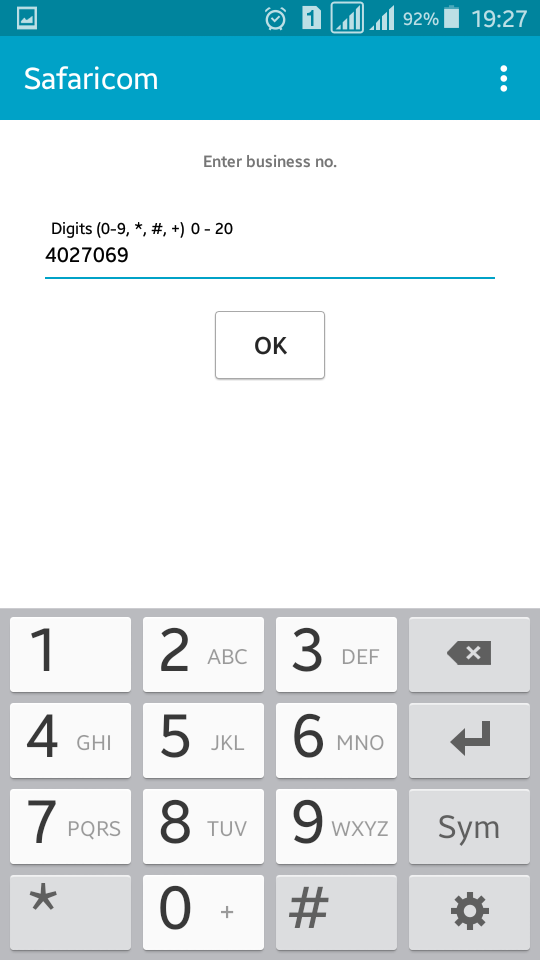 1 92% 19:27
Safaricom
Enter business no.
Digits (0-9, *, #, +) 0 - 20
4027069
OK
1 2 ABC 3 DEF
4 GHI 5 JKL 6 MNO
7 PQRS 8 TUV 9 WXYZ Sym
* 0 + #